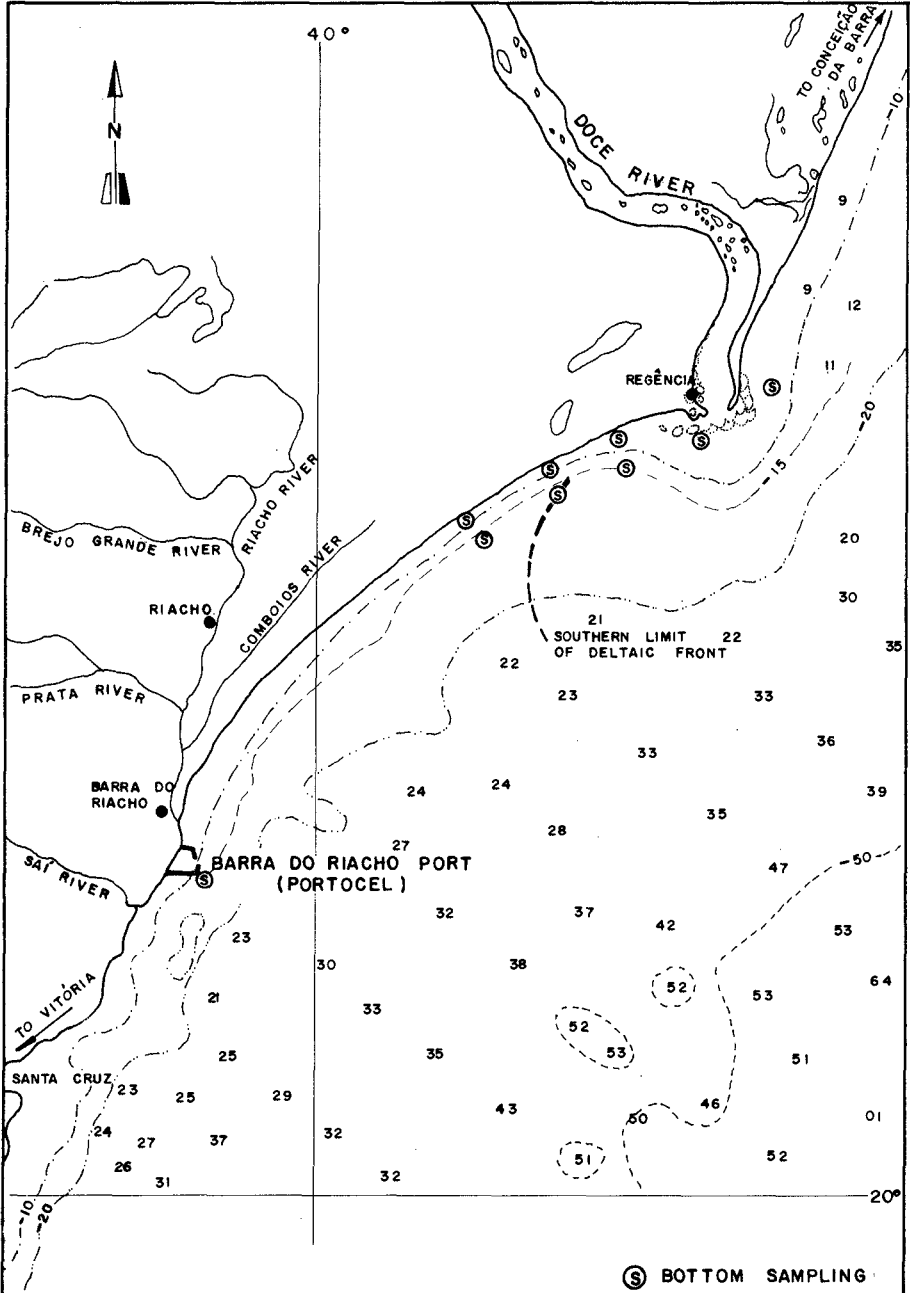 40°
TO CONCEIÇÃO
DA BARRA
-10
N
DOCE RIVER
9
9
12
11
REGÊNCIA
S
-20
S
S
S
S
-15
S
S
S
RIACHO RIVER
BREJO GRANDE RIVER
COMBOIOS RIVER
20
RIACHO
30
21
SOUTHERN LIMIT 22
OF DELTAIC FRONT
35
22
PRATA RIVER
23
33
36
33
BARRA DO
RIACHO
24
24
39
35
28
27
-50
BARRA DO RIACHO PORT
(PORTOCEL)
S
SAÍ RIVER
47
32
37
42
53
23
30
38
52
53
64
21
33
TO VITÓRIA
52
53
25
35
51
SANTA CRUZ
23
25
29
43
46
50
01
24
27
37
32
26
31
32
51
52
-10
-20
20°
S BOTTOM SAMPLING